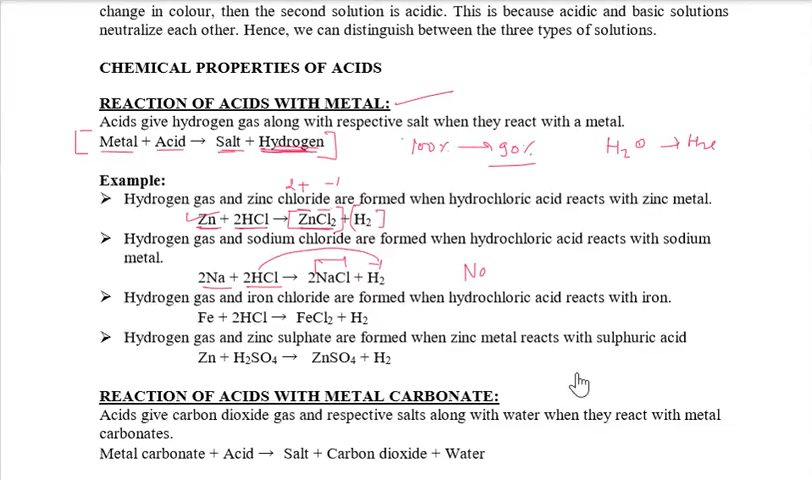 change in colour, then the second solution is acidic. This is because acidic and basic solutions
neutralize each other. Hence, we can distinguish between the three types of solutions.
CHEMICAL PROPERTIES OF ACIDS
REACTION OF ACIDS WITH METAL:
Acids give hydrogen gas along with respective salt when they react with a metal.
Metal + Acid → Salt + Hydrogen 100% → 90% H₂O →
Example:
2+ -1
➢ Hydrogen gas and zinc chloride are formed when hydrochloric acid reacts with zinc metal.
Zn + 2HCl → ZnCl₂ + H₂
➢ Hydrogen gas and sodium chloride are formed when hydrochloric acid reacts with sodium
metal.
2Na + 2HCl → 2NaCl + H₂ No
➢ Hydrogen gas and iron chloride are formed when hydrochloric acid reacts with iron.
Fe + 2HCl → FeCl₂ + H₂
➢ Hydrogen gas and zinc sulphate are formed when zinc metal reacts with sulphuric acid
Zn + H₂SO₄ → ZnSO₄ + H₂
REACTION OF ACIDS WITH METAL CARBONATE:
Acids give carbon dioxide gas and respective salts along with water when they react with metal
carbonates.
Metal carbonate + Acid → Salt + Carbon dioxide + Water